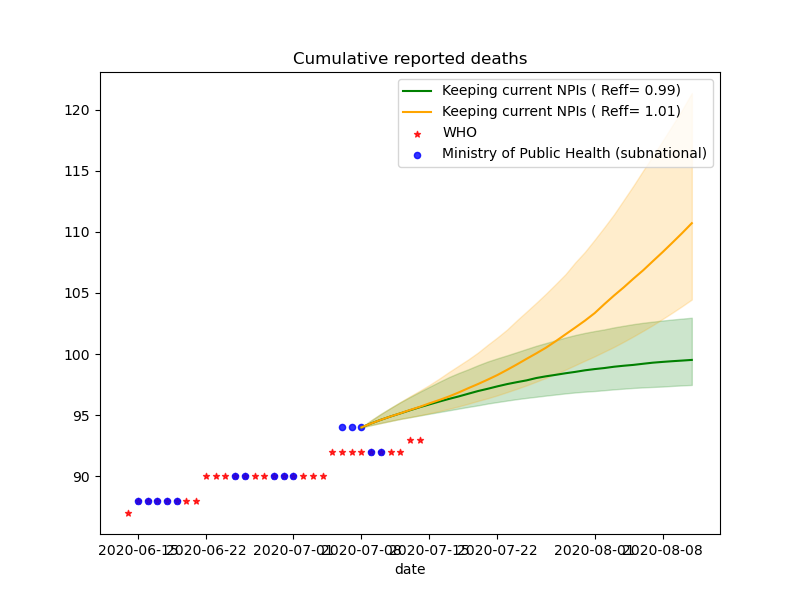 Cumulative reported deaths
Keeping current NPIs ( Reff= 0.99)
Keeping current NPIs ( Reff= 1.01)
WHO
Ministry of Public Health (subnational)
120
115
110
105
100
95
90
2020-06-15 2020-06-22 2020-07-01 2020-07-08 2020-07-15 2020-07-22 2020-08-01 2020-08-08
date